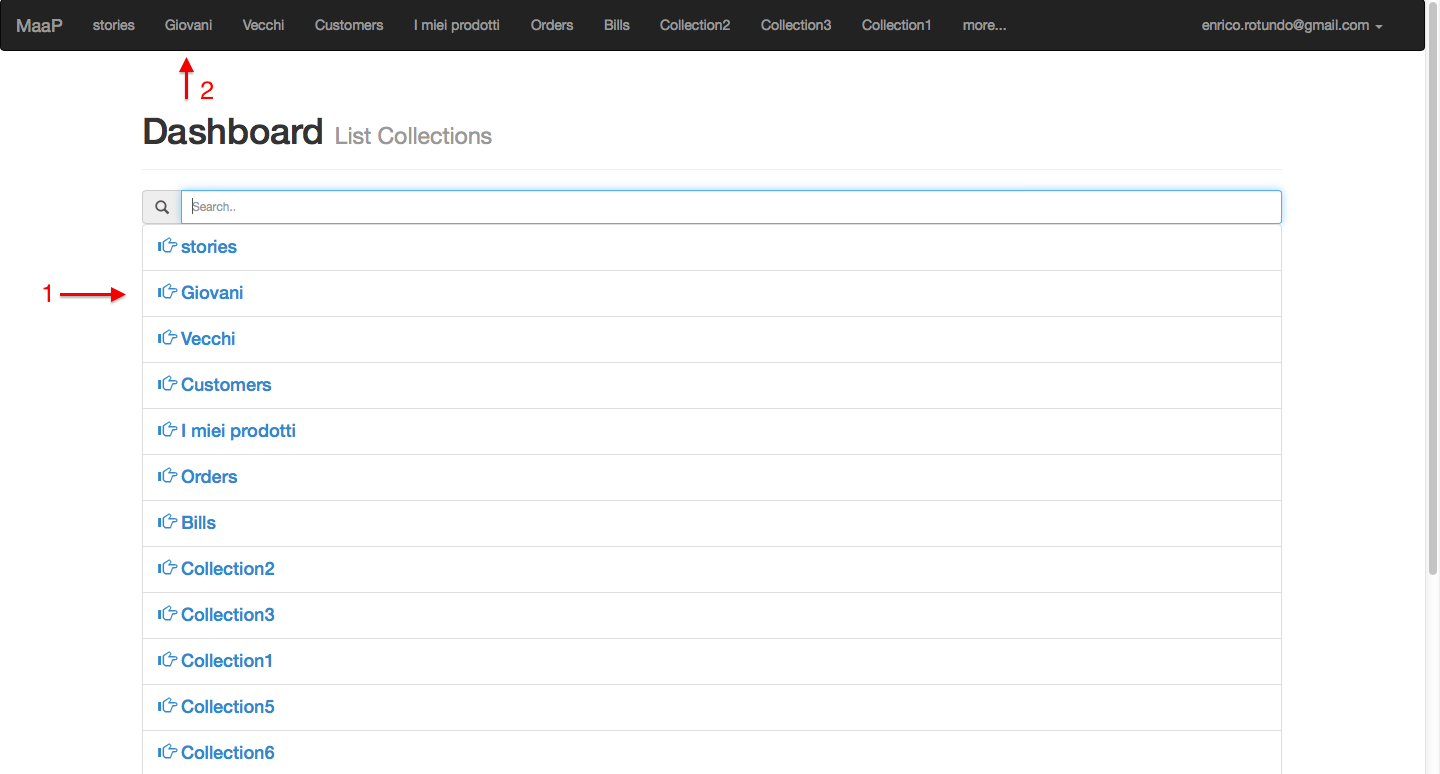 MaaP stories Giovani Vecchi Customers I miei prodotti Orders Bills Collection2 Collection3 Collection1 more... enrico.rotundo@gmail.com
2
Dashboard List Collections
Search..
stories
1
Giovani
Vecchi
Customers
I miei prodotti
Orders
Bills
Collection2
Collection3
Collection1
Collection5
Collection6